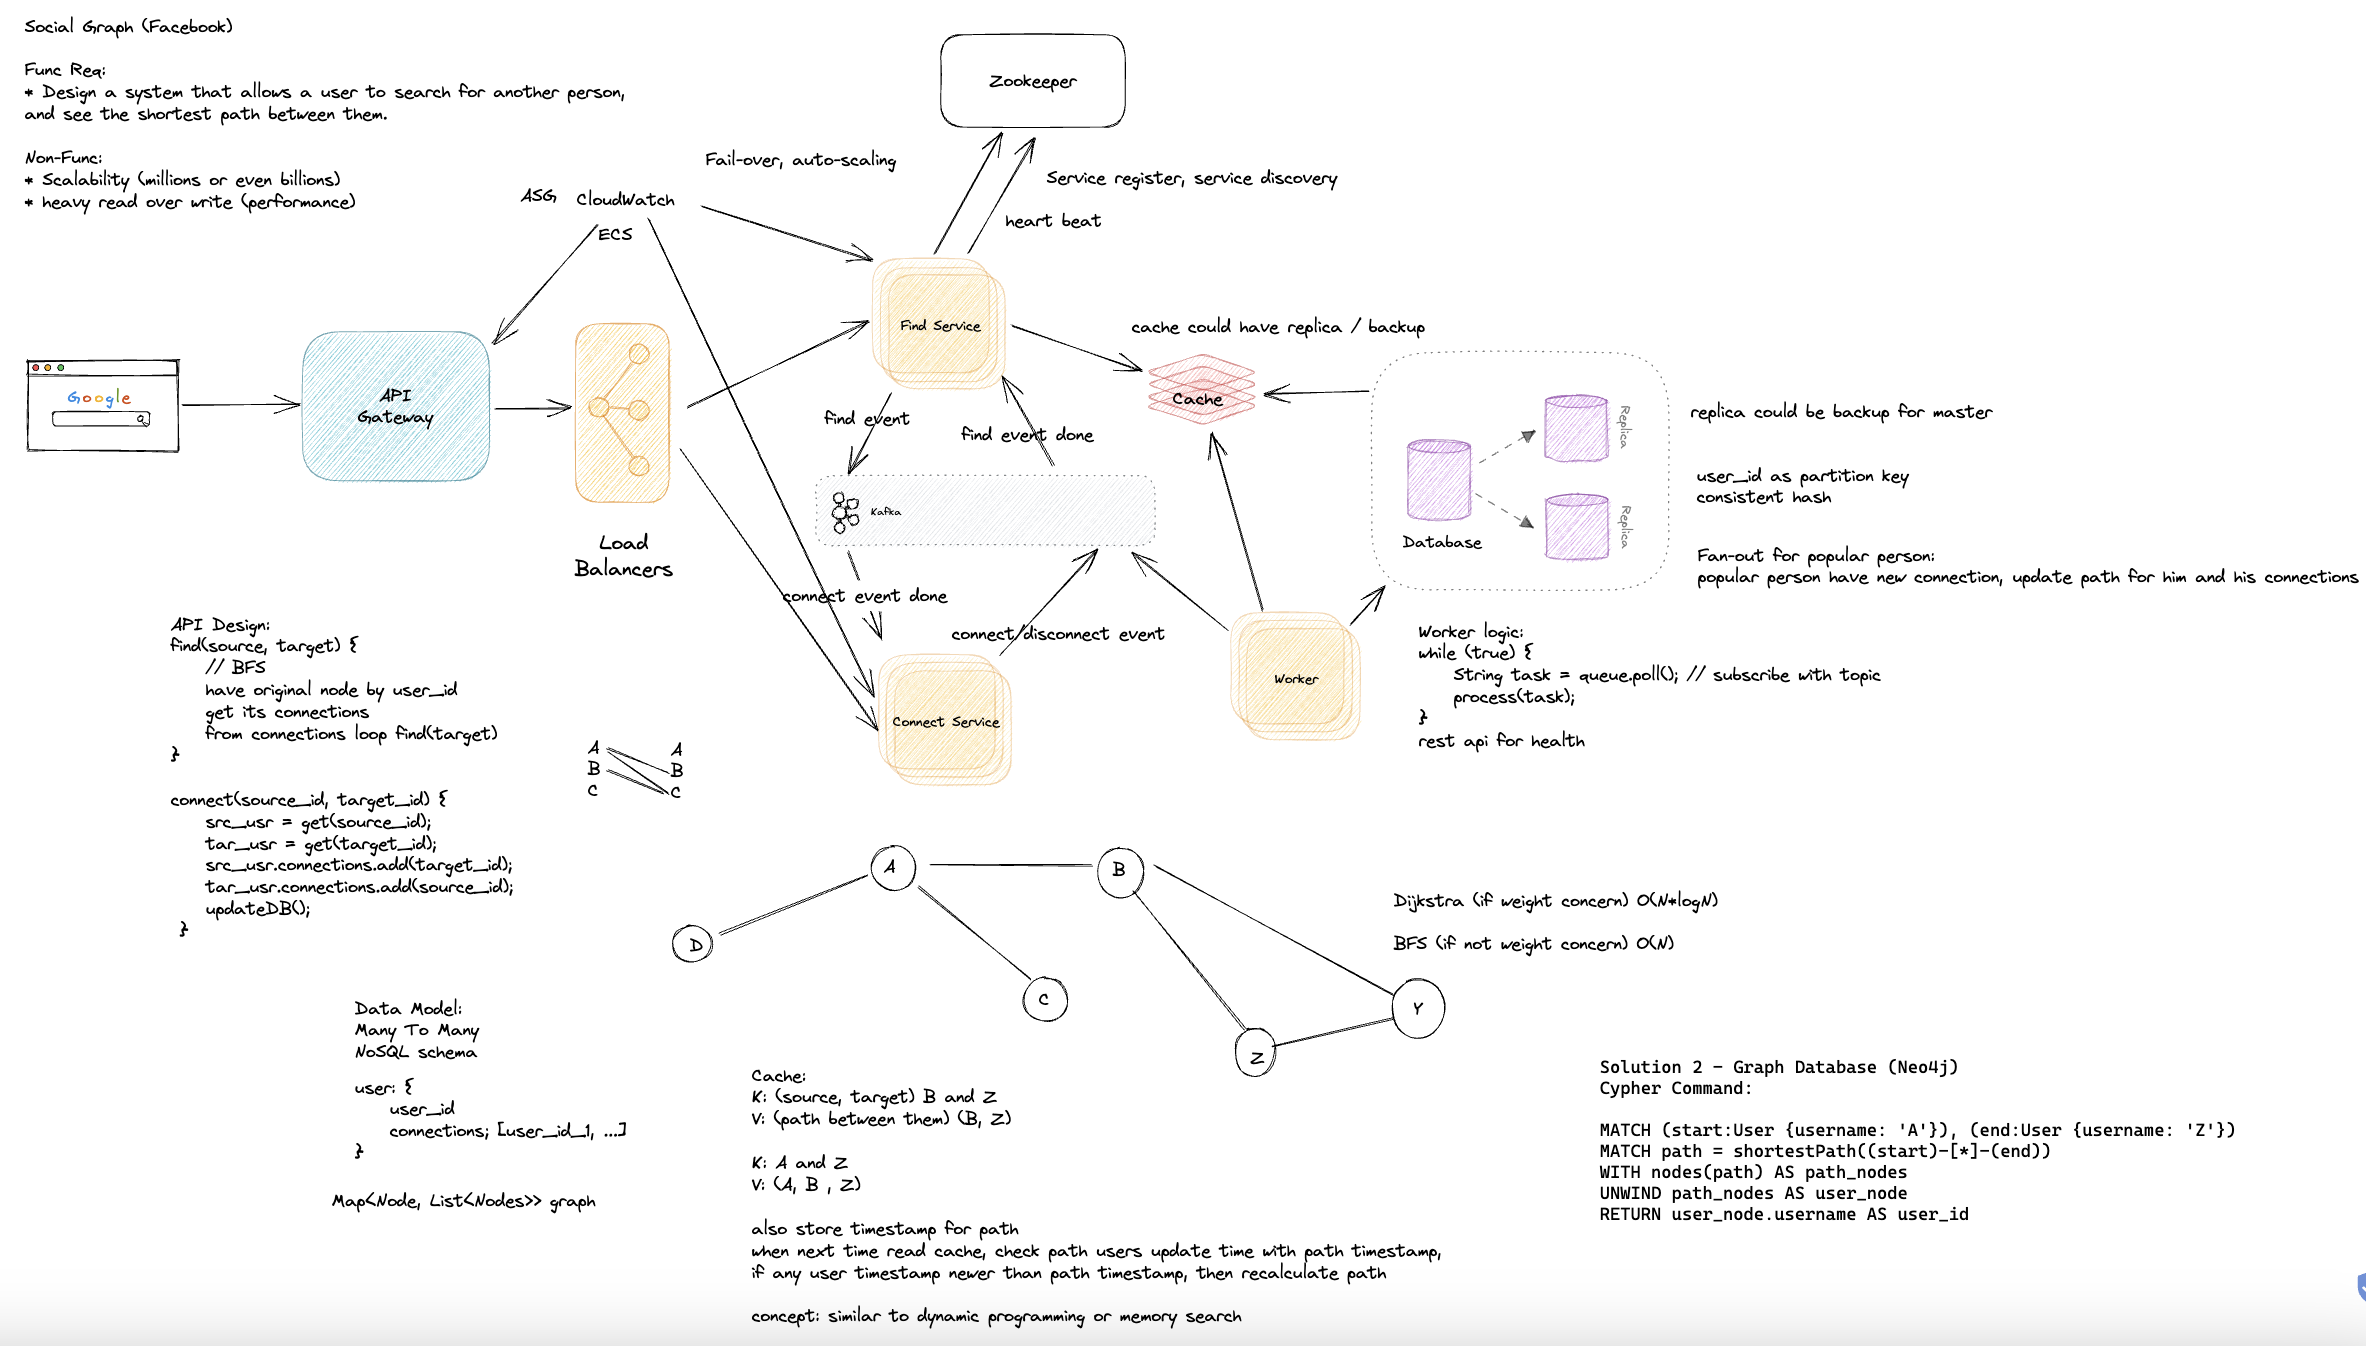 Social Graph (Facebook)
Func Req:
* Design a system that allows a user to search for another person,
and see the shortest path between them.
Non-Func:
* Scalability (millions or even billions)
* heavy read over write (performance)
Zookeeper
Fail-over, auto-scaling
ASG
CloudWatch
ECS
Service register, service discovery
heart beat
Google
API
Gateway
Load
Balancers
Find Service
cache could have replica / backup
Cache
find event
find event done
Kafka
connect event done
connect/disconnect event
Connect Service
Worker
Database
Replica
Replica
replica could be backup for master
user_id as partition key
consistent hash
Fan-out for popular person:
popular person have new connection, update path for him and his connections
Worker logic:
while (true) {
String task = queue.poll(); // subscribe with topic
process(task);
}
rest api for health
API Design:
find(source, target) {
// BFS
have original node by user_id
get its connections
from connections loop find(target)
}
connect(source_id, target_id) {
src_usr = get(source_id);
tar_usr = get(target_id);
src_usr.connections.add(target_id);
tar_usr.connections.add(source_id);
updateDB();
}
A A
B B
C C
A
B
D
C
Z
Y
Dijkstra (if weight concern) O(N*logN)
BFS (if not weight concern) O(N)
Data Model:
Many To Many
NoSQL schema
user: {
user_id
connections; [user_id_1, ...]
}
Map<Node, List<Nodes>> graph
Cache:
K: (source, target) B and Z
V: (path between them) (B, Z)
K: A and Z
V: (A, B , Z)
also store timestamp for path
when next time read cache, check path users update time with path timestamp,
if any user timestamp newer than path timestamp, then recalculate path
concept: similar to dynamic programming or memory search
Solution 2 - Graph Database (Neo4j)
Cypher Command:
MATCH (start:User {username: 'A'}), (end:User {username: 'Z'})
MATCH path = shortestPath((start)-[*]-(end))
WITH nodes(path) AS path_nodes
UNWIND path_nodes AS user_node
RETURN user_node.username AS user_id